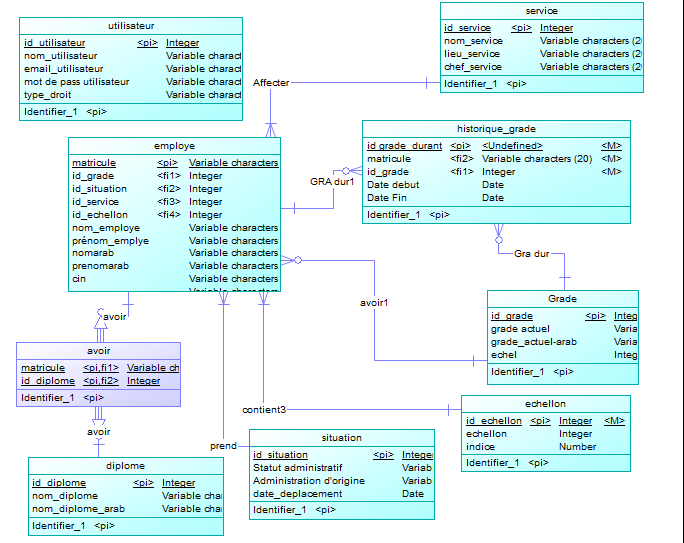 utilisateur
id_utilisateur <pi> Integer
nom_utilisateur Variable charact
email_utilisateur Variable charact
mot de pass utilisateur Variable charact
type_droit Variable charact
Identifier_1 <pi>
service
id_service <pi> Integer
nom_service Variable characters (20
lieu_service Variable characters (20
chef_service Variable characters (20
Identifier_1 <pi>
Affecter
employe
matricule <pi> Variable characters
id_grade <fi1> Integer
id_situation <fi2> Integer
id_service <fi3> Integer
id_echellon <fi4> Integer
nom_employe Variable characters
prénom_emplye Variable characters
nomarab Variable characters
prenomarab Variable characters
cin Variable characters
Variable characters
historique_grade
id grade_durant <pi> <Undefined> <M>
matricule <fi2> Variable characters (20) <M>
id_grade <fi1> Integer <M>
Date debut Date
Date Fin Date
Identifier_1 <pi>
GRA dur1
Gra dur
Grade
id_grade <pi> Integ
grade actuel Varia
grade_actuel-arab Varia
echel Integ
Identifier_1 <pi>
avoir1
avoir
avoir
matricule <pi,fi1> Variable ch
id_diplome <pi,fi2> Integer
Identifier_1 <pi>
avoir
contient3
prend
echellon
id_echellon <pi> Integer <M>
echellon Integer
indice Number
Identifier_1 <pi>
situation
id_situation <pi> Integer
Statut administratif Variab
Administration d'origine Variab
date_deplacement Date
Identifier_1 <pi>
diplome
id_diplome <pi> Integer
nom_diplome Variable cha
nom_diplome_arab Variable cha
Identifier_1 <pi>